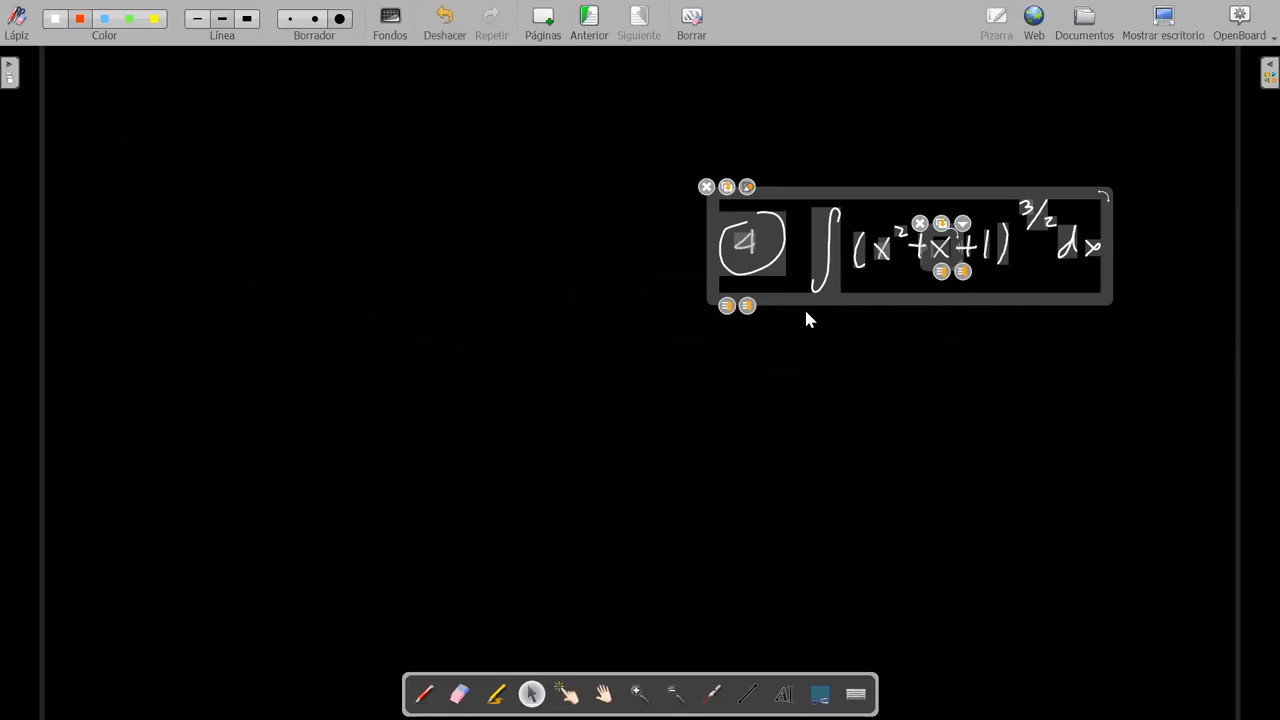 Lápiz Color Línea Borrador Fondos Deshacer Repetir Páginas Anterior Siguiente Borrar Pizarra Web Documentos Mostrar escritorio OpenBoard
4 ∫ (x²+x+1)^3/2 dx
AI